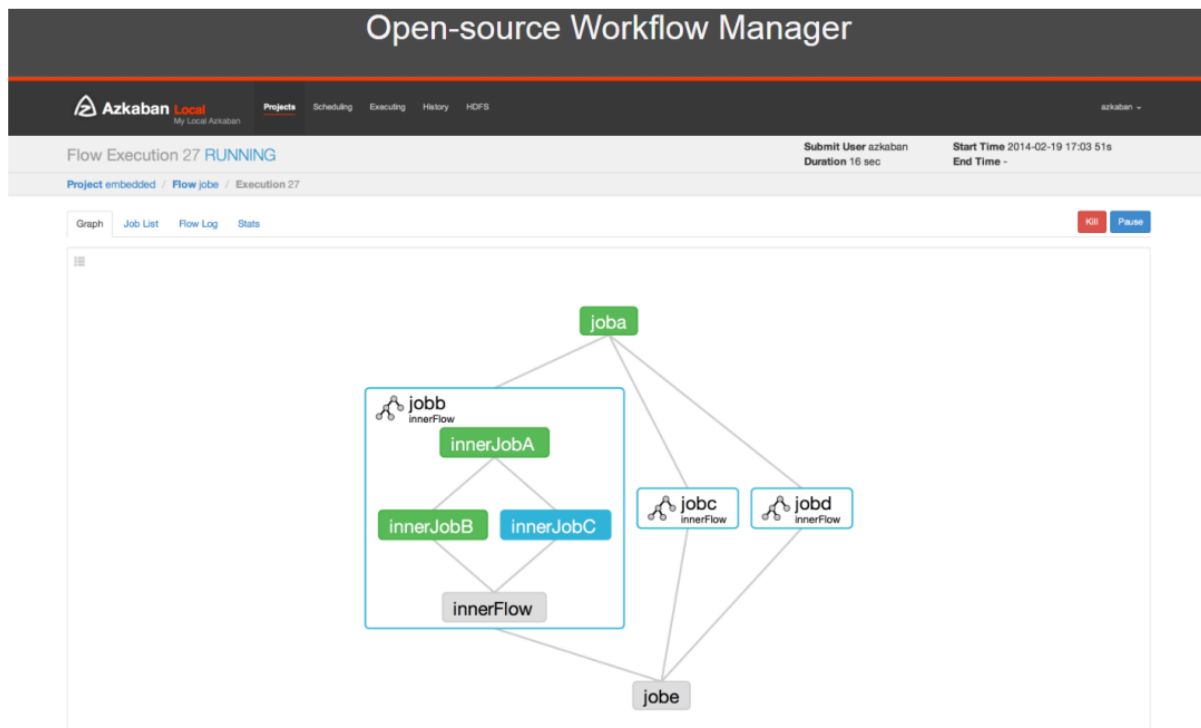 Open-source Workflow Manager
Azkaban Local
My Local Azkaban
Projects Scheduling Executing History HDFS
azkaban
Flow Execution 27 RUNNING
Submit User azkaban
Duration 16 sec
Start Time 2014-02-19 17:03 51s
End Time -
Project embedded / Flow jobe / Execution 27
Graph Job List Flow Log Stats
Kill Pause
joba
jobb
innerFlow
innerJobA
jobc
innerFlow
jobd
innerFlow
innerJobB innerJobC
innerFlow
jobe